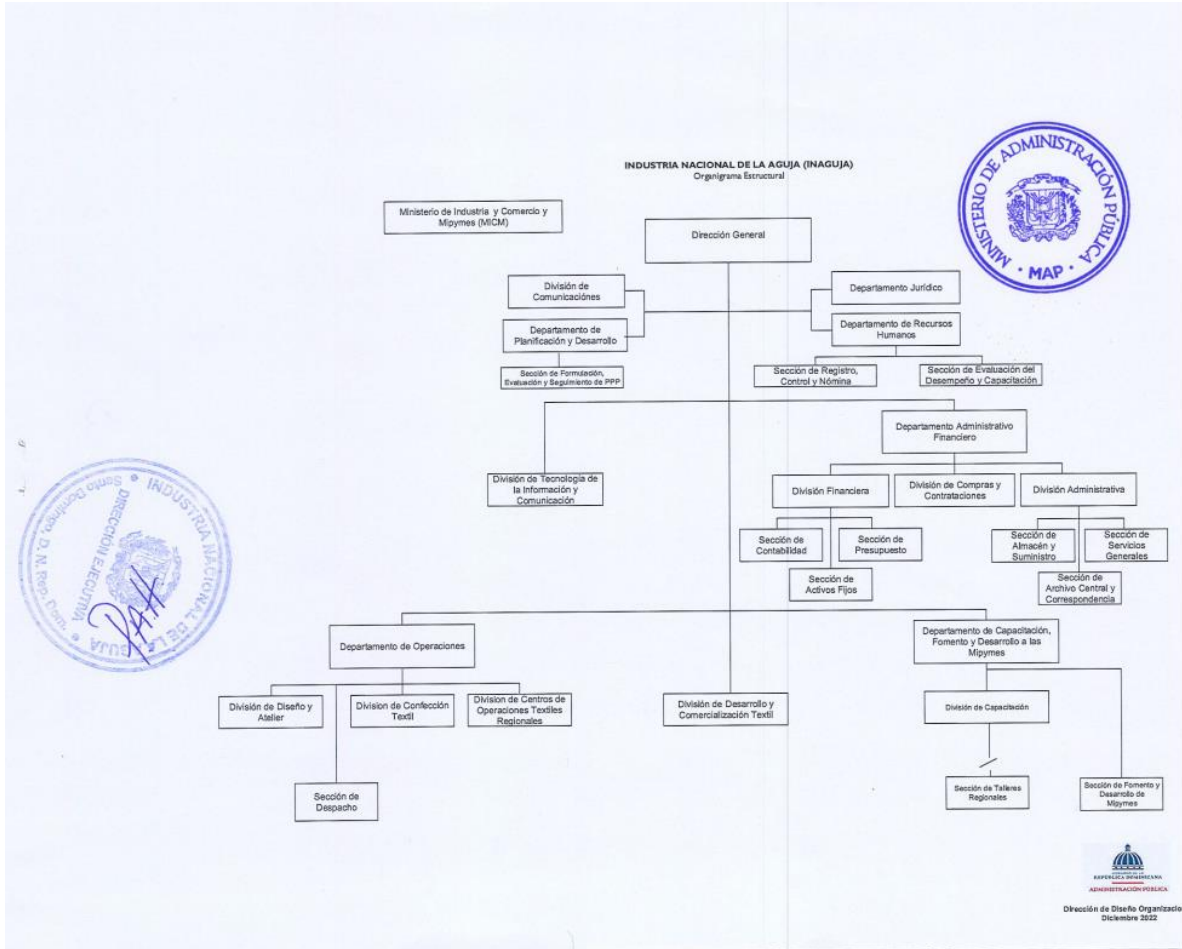 INDUSTRIA NACIONAL DE LA AGUJA (INAGUJA)
Organigrama Estructural
MINISTERIO DE ADMINISTRACIÓN PÚBLICA
· MAP ·
Ministerio de Industria y Comercio y
Mipymes (MICM)
Dirección General
División de
Comunicaciónes
Departamento Jurídico
Departamento de
Planificación y Desarrollo
Departamento de Recursos
Humanos
Sección de Formulación,
Evaluación y Seguimiento de PPP
Sección de Registro,
Control y Nómina
Sección de Evaluación del
Desempeño y Capacitación
Departamento Administrativo
Financiero
División de Tecnología de
la Información y
Comunicación
División Financiera
División de Compras y
Contrataciones
División Administrativa
Sección de
Contabilidad
Sección de
Presupuesto
Sección de
Almacén y
Suministro
Sección de
Servicios
Generales
Sección de
Activos Fijos
Sección de
Archivo Central y
Correspondencia
INDUSTRIA NACIONAL DE LA AGUJA
Santo Domingo, D. N. Rep. Dom.
DIRECCION EJECUTIVA
Departamento de Operaciones
Departamento de Capacitación,
Fomento y Desarrollo a las
Mipymes
División de Diseño y
Atelier
Division de Confección
Textil
Division de Centros de
Operaciones Textiles
Regionales
División de Desarrollo y
Comercialización Textil
División de Capacitación
Sección de
Despacho
Sección de Talleres
Regionales
Sección de Fomento y
Desarrollo de
Mipymes
GOBIERNO DE LA
REPÚBLICA DOMINICANA
ADMINISTRACIÓN PÚBLICA
Dirección de Diseño Organizacio
Diciembre 2022